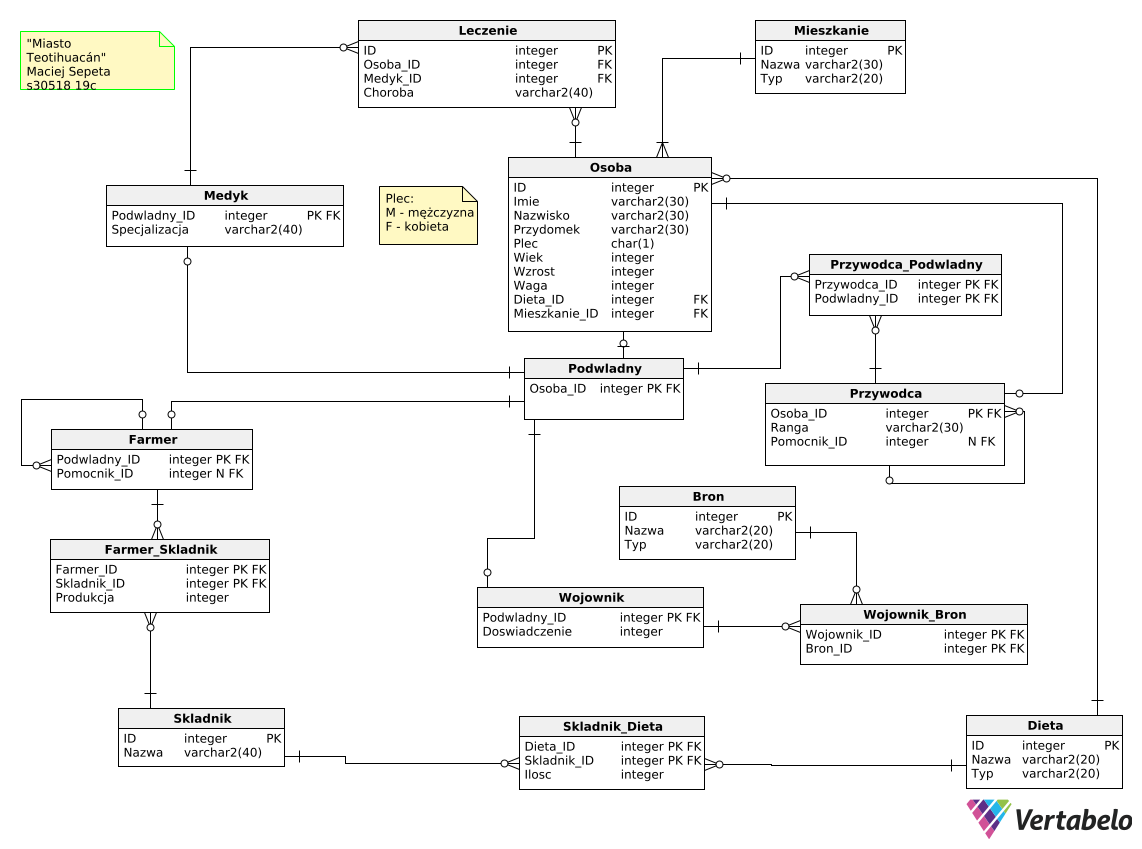 "Miasto
Teotihuacán"
Maciej Sepeta
s30518 19c
Leczenie
ID integer PK
Osoba_ID integer FK
Medyk_ID integer FK
Choroba varchar2(40)
Mieszkanie
ID integer PK
Nazwa varchar2(30)
Typ varchar2(20)
Medyk
Podwladny_ID integer PK FK
Specjalizacja varchar2(40)
Plec:
M - mężczyzna
F - kobieta
Osoba
ID integer PK
Imie varchar2(30)
Nazwisko varchar2(30)
Przydomek varchar2(30)
Plec char(1)
Wiek integer
Wzrost integer
Waga integer
Dieta_ID integer FK
Mieszkanie_ID integer FK
Przywodca_Podwladny
Przywodca_ID integer PK FK
Podwladny_ID integer PK FK
Podwladny
Osoba_ID integer PK FK
Przywodca
Osoba_ID integer PK FK
Ranga varchar2(30)
Pomocnik_ID integer N FK
Farmer
Podwladny_ID integer PK FK
Pomocnik_ID integer N FK
Bron
ID integer PK
Nazwa varchar2(20)
Typ varchar2(20)
Farmer_Skladnik
Farmer_ID integer PK FK
Skladnik_ID integer PK FK
Produkcja integer
Wojownik
Podwladny_ID integer PK FK
Doswiadczenie integer
Wojownik_Bron
Wojownik_ID integer PK FK
Bron_ID integer PK FK
Skladnik
ID integer PK
Nazwa varchar2(40)
Skladnik_Dieta
Dieta_ID integer PK FK
Skladnik_ID integer PK FK
Ilosc integer
Dieta
ID integer PK
Nazwa varchar2(20)
Typ varchar2(20)
Vertabelo